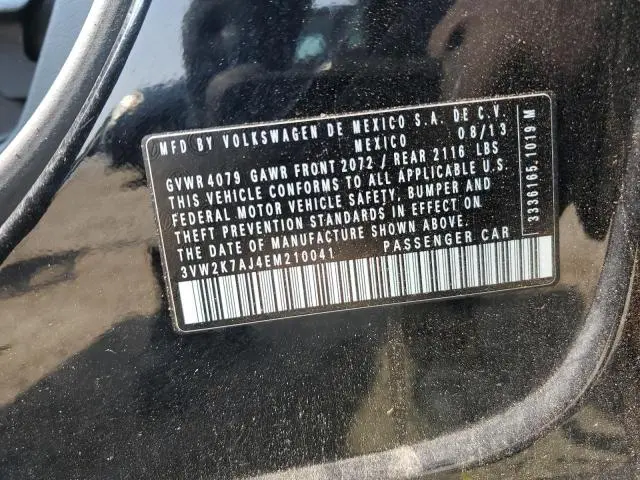 MFD BY VOLKSWAGEN DE MEXICO S.A. DE C.V.
MEXICO 08/13
GVWR 4079 GAWR FRONT 2072 / REAR 2116 LBS
THIS VEHICLE CONFORMS TO ALL APPLICABLE U.S.
FEDERAL MOTOR VEHICLE SAFETY, BUMPER AND
THEFT PREVENTION STANDARDS IN EFFECT ON
THE DATE OF MANUFACTURE SHOWN ABOVE.
3VW2K7AJ4EM210041 PASSENGER CAR
3336165.1019 M